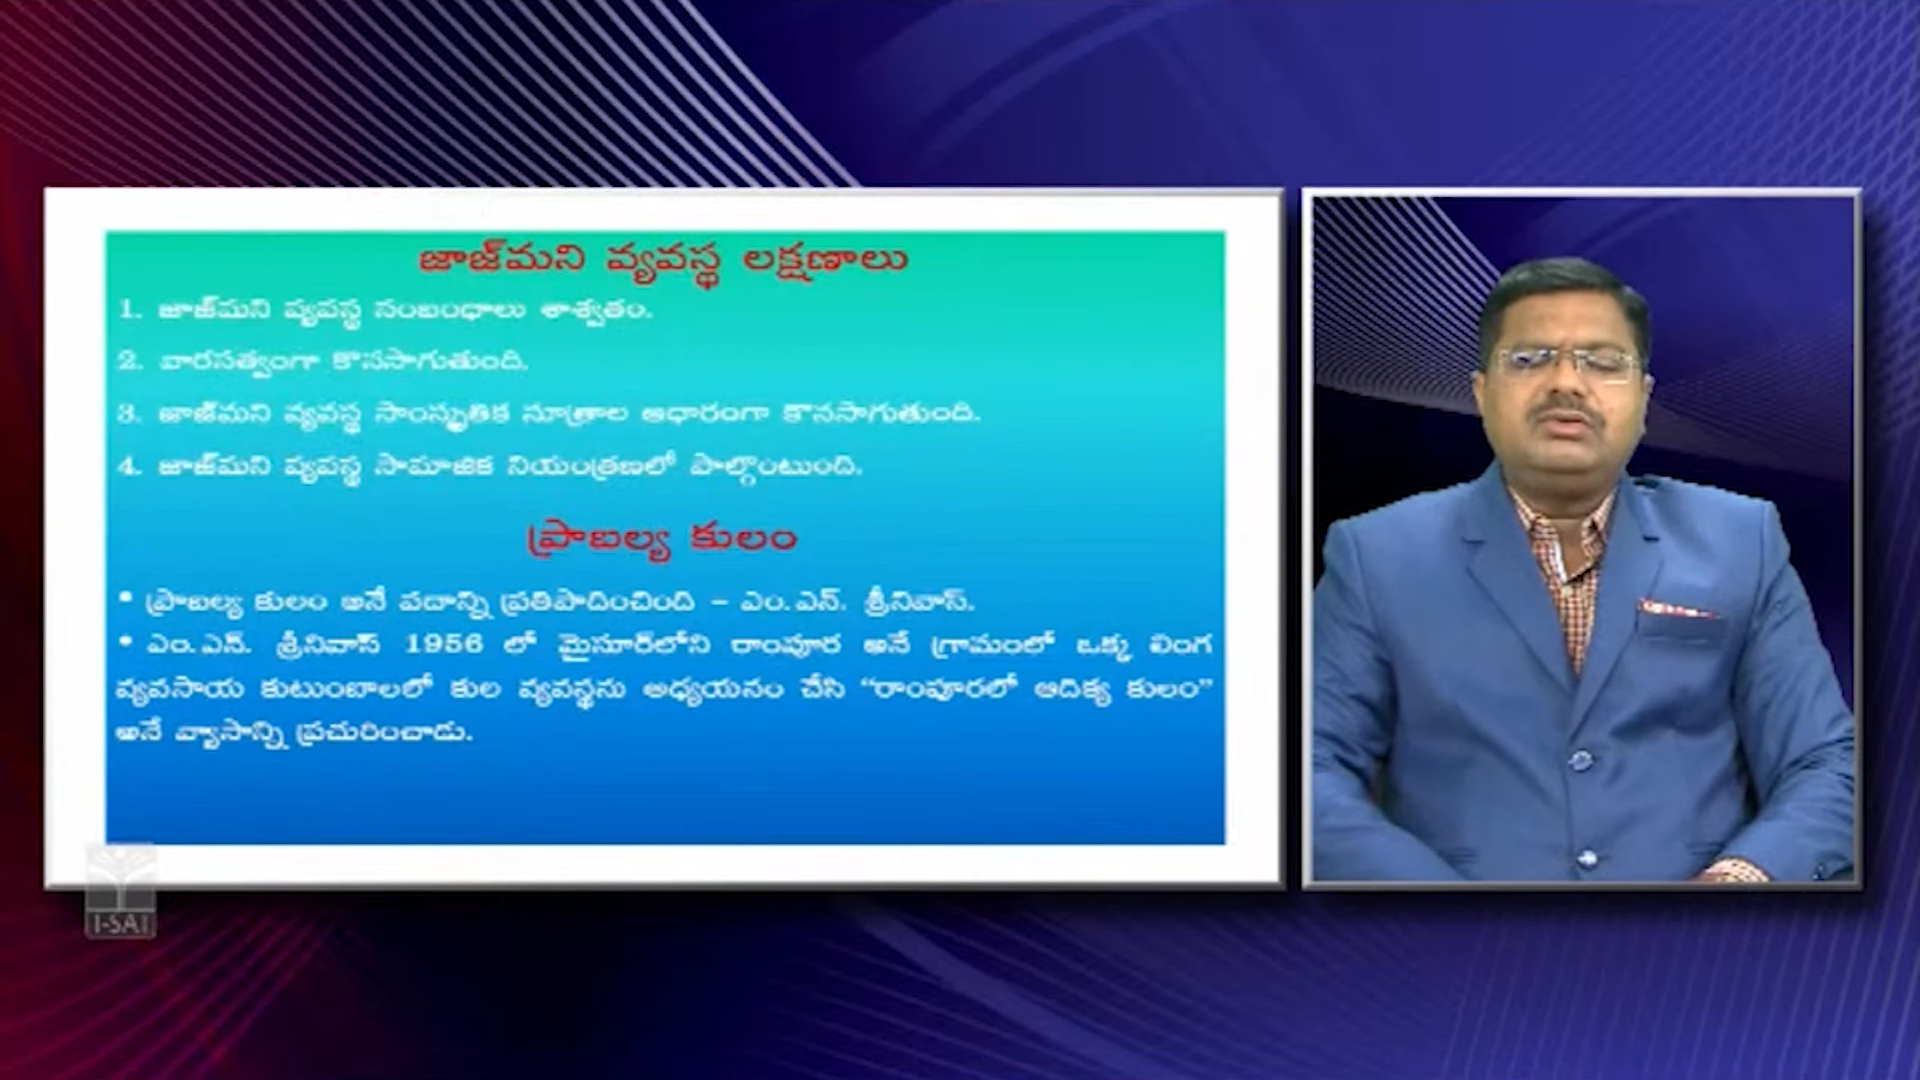 జాజ్‌మని వ్యవస్థ లక్షణాలు
1. జాజ్‌మని వ్యవస్థ సంబంధాలు శాశ్వతం.
2. వారసత్వంగా కొనసాగుతుంది.
3. జాజ్‌మని వ్యవస్థ సాంస్కృతిక సూత్రాల ఆధారంగా కొనసాగుతుంది.
4. జాజ్‌మని వ్యవస్థ సామాజిక నియంత్రణలో పాల్గొంటుంది.
ప్రాబల్య కులం
• ప్రాబల్య కులం అనే పదాన్ని ప్రతిపాదించింది – ఎం.ఎన్. శ్రీనివాస్.
• ఎం.ఎన్. శ్రీనివాస్ 1956 లో మైసూర్‌లోని రాంపూర అనే గ్రామంలో ఒక్క లింగ
వ్యవసాయ కుటుంబాలలో కుల వ్యవస్థను అధ్యయనం చేసి “రాంపూరలో ఆదిక్య కులం”
అనే వ్యాసాన్ని ప్రచురించాడు.
T-SAT